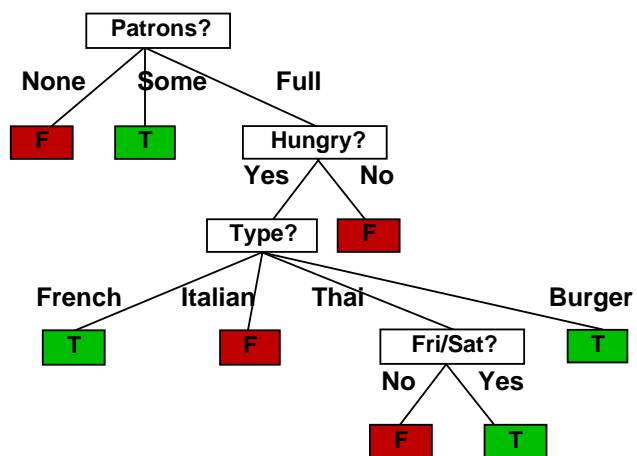 Patrons?
None Some Full
F T Hungry?
Yes No
Type? F
French Italian Thai Burger
T F Fri/Sat? T
No Yes
F T